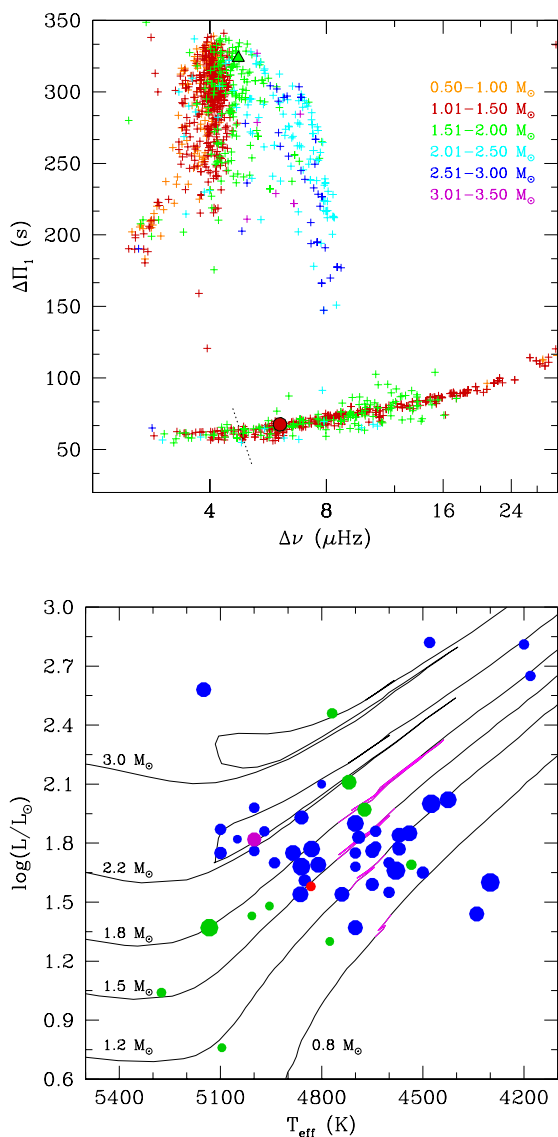 350
300
250
200
150
100
50
ΔΠ₁ (s)
0.50−1.00 M⊙
1.01−1.50 M⊙
1.51−2.00 M⊙
2.01−2.50 M⊙
2.51−3.00 M⊙
3.01−3.50 M⊙
4 8 16 24
Δν (μHz)
3.0
2.7
2.4
2.1
1.8
1.5
1.2
0.9
0.6
log(L/L⊙)
3.0 M⊙
2.2 M⊙
1.8 M⊙
1.5 M⊙
1.2 M⊙
0.8 M⊙
5400 5100 4800 4500 4200
T_eff (K)